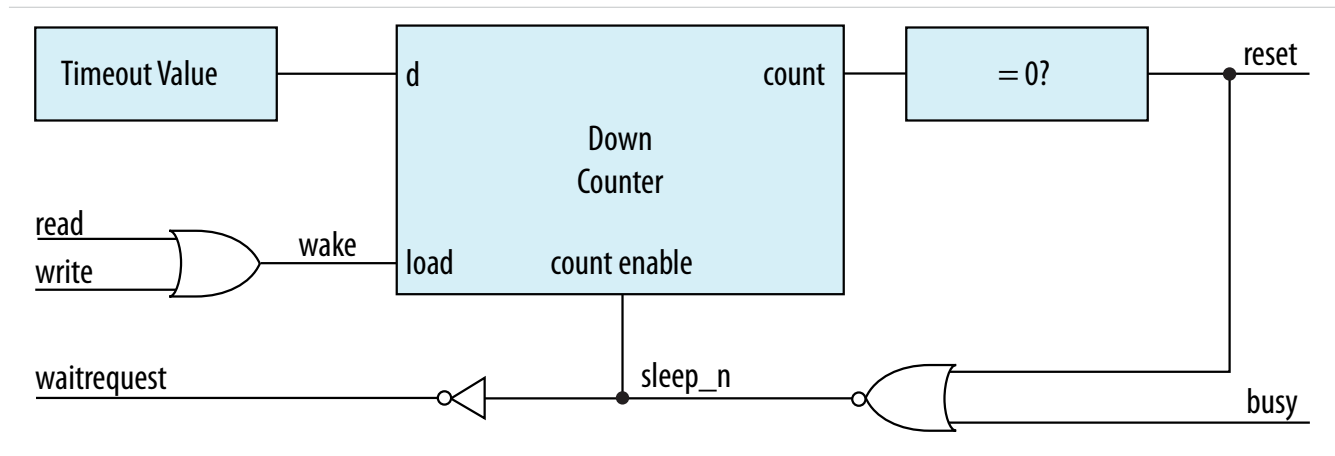 Timeout Value
d
count
= 0?
reset
Down
Counter
read
write
wake
load
count enable
waitrequest
sleep_n
busy